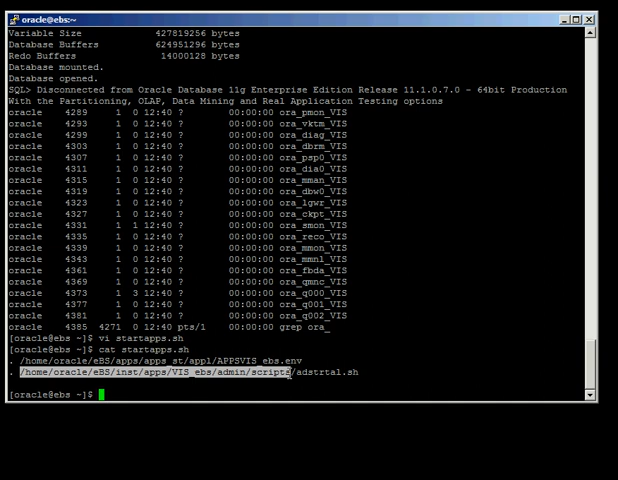 oracle@ebs:~
Variable Size 427819256 bytes
Database Buffers 624951296 bytes
Redo Buffers 14000128 bytes
Database mounted.
Database opened.
SQL> Disconnected from Oracle Database 11g Enterprise Edition Release 11.1.0.7.0 - 64bit Production
With the Partitioning, OLAP, Data Mining and Real Application Testing options
oracle 4289 1 0 12:40 ? 00:00:00 ora_pmon_VIS
oracle 4293 1 0 12:40 ? 00:00:00 ora_vktm_VIS
oracle 4299 1 0 12:40 ? 00:00:00 ora_diag_VIS
oracle 4303 1 0 12:40 ? 00:00:00 ora_dbrm_VIS
oracle 4307 1 0 12:40 ? 00:00:00 ora_psp0_VIS
oracle 4311 1 0 12:40 ? 00:00:00 ora_dia0_VIS
oracle 4315 1 0 12:40 ? 00:00:00 ora_mman_VIS
oracle 4319 1 0 12:40 ? 00:00:00 ora_dbw0_VIS
oracle 4323 1 0 12:40 ? 00:00:00 ora_lgwr_VIS
oracle 4327 1 0 12:40 ? 00:00:00 ora_ckpt_VIS
oracle 4331 1 1 12:40 ? 00:00:00 ora_smon_VIS
oracle 4335 1 0 12:40 ? 00:00:00 ora_reco_VIS
oracle 4339 1 0 12:40 ? 00:00:00 ora_mmon_VIS
oracle 4343 1 0 12:40 ? 00:00:00 ora_mmnl_VIS
oracle 4361 1 0 12:40 ? 00:00:00 ora_fbda_VIS
oracle 4369 1 0 12:40 ? 00:00:00 ora_qmnc_VIS
oracle 4373 1 3 12:40 ? 00:00:00 ora_q000_VIS
oracle 4377 1 0 12:40 ? 00:00:00 ora_q001_VIS
oracle 4381 1 0 12:40 ? 00:00:00 ora_q002_VIS
oracle 4385 4271 0 12:40 pts/1 00:00:00 grep ora_
[oracle@ebs ~]$ vi startapps.sh
[oracle@ebs ~]$ cat startapps.sh
. /home/oracle/eBS/apps/apps_st/appl/APPSVIS_ebs.env
. /home/oracle/eBS/inst/apps/VIS_ebs/admin/scripts/adstrtal.sh
[oracle@ebs ~]$